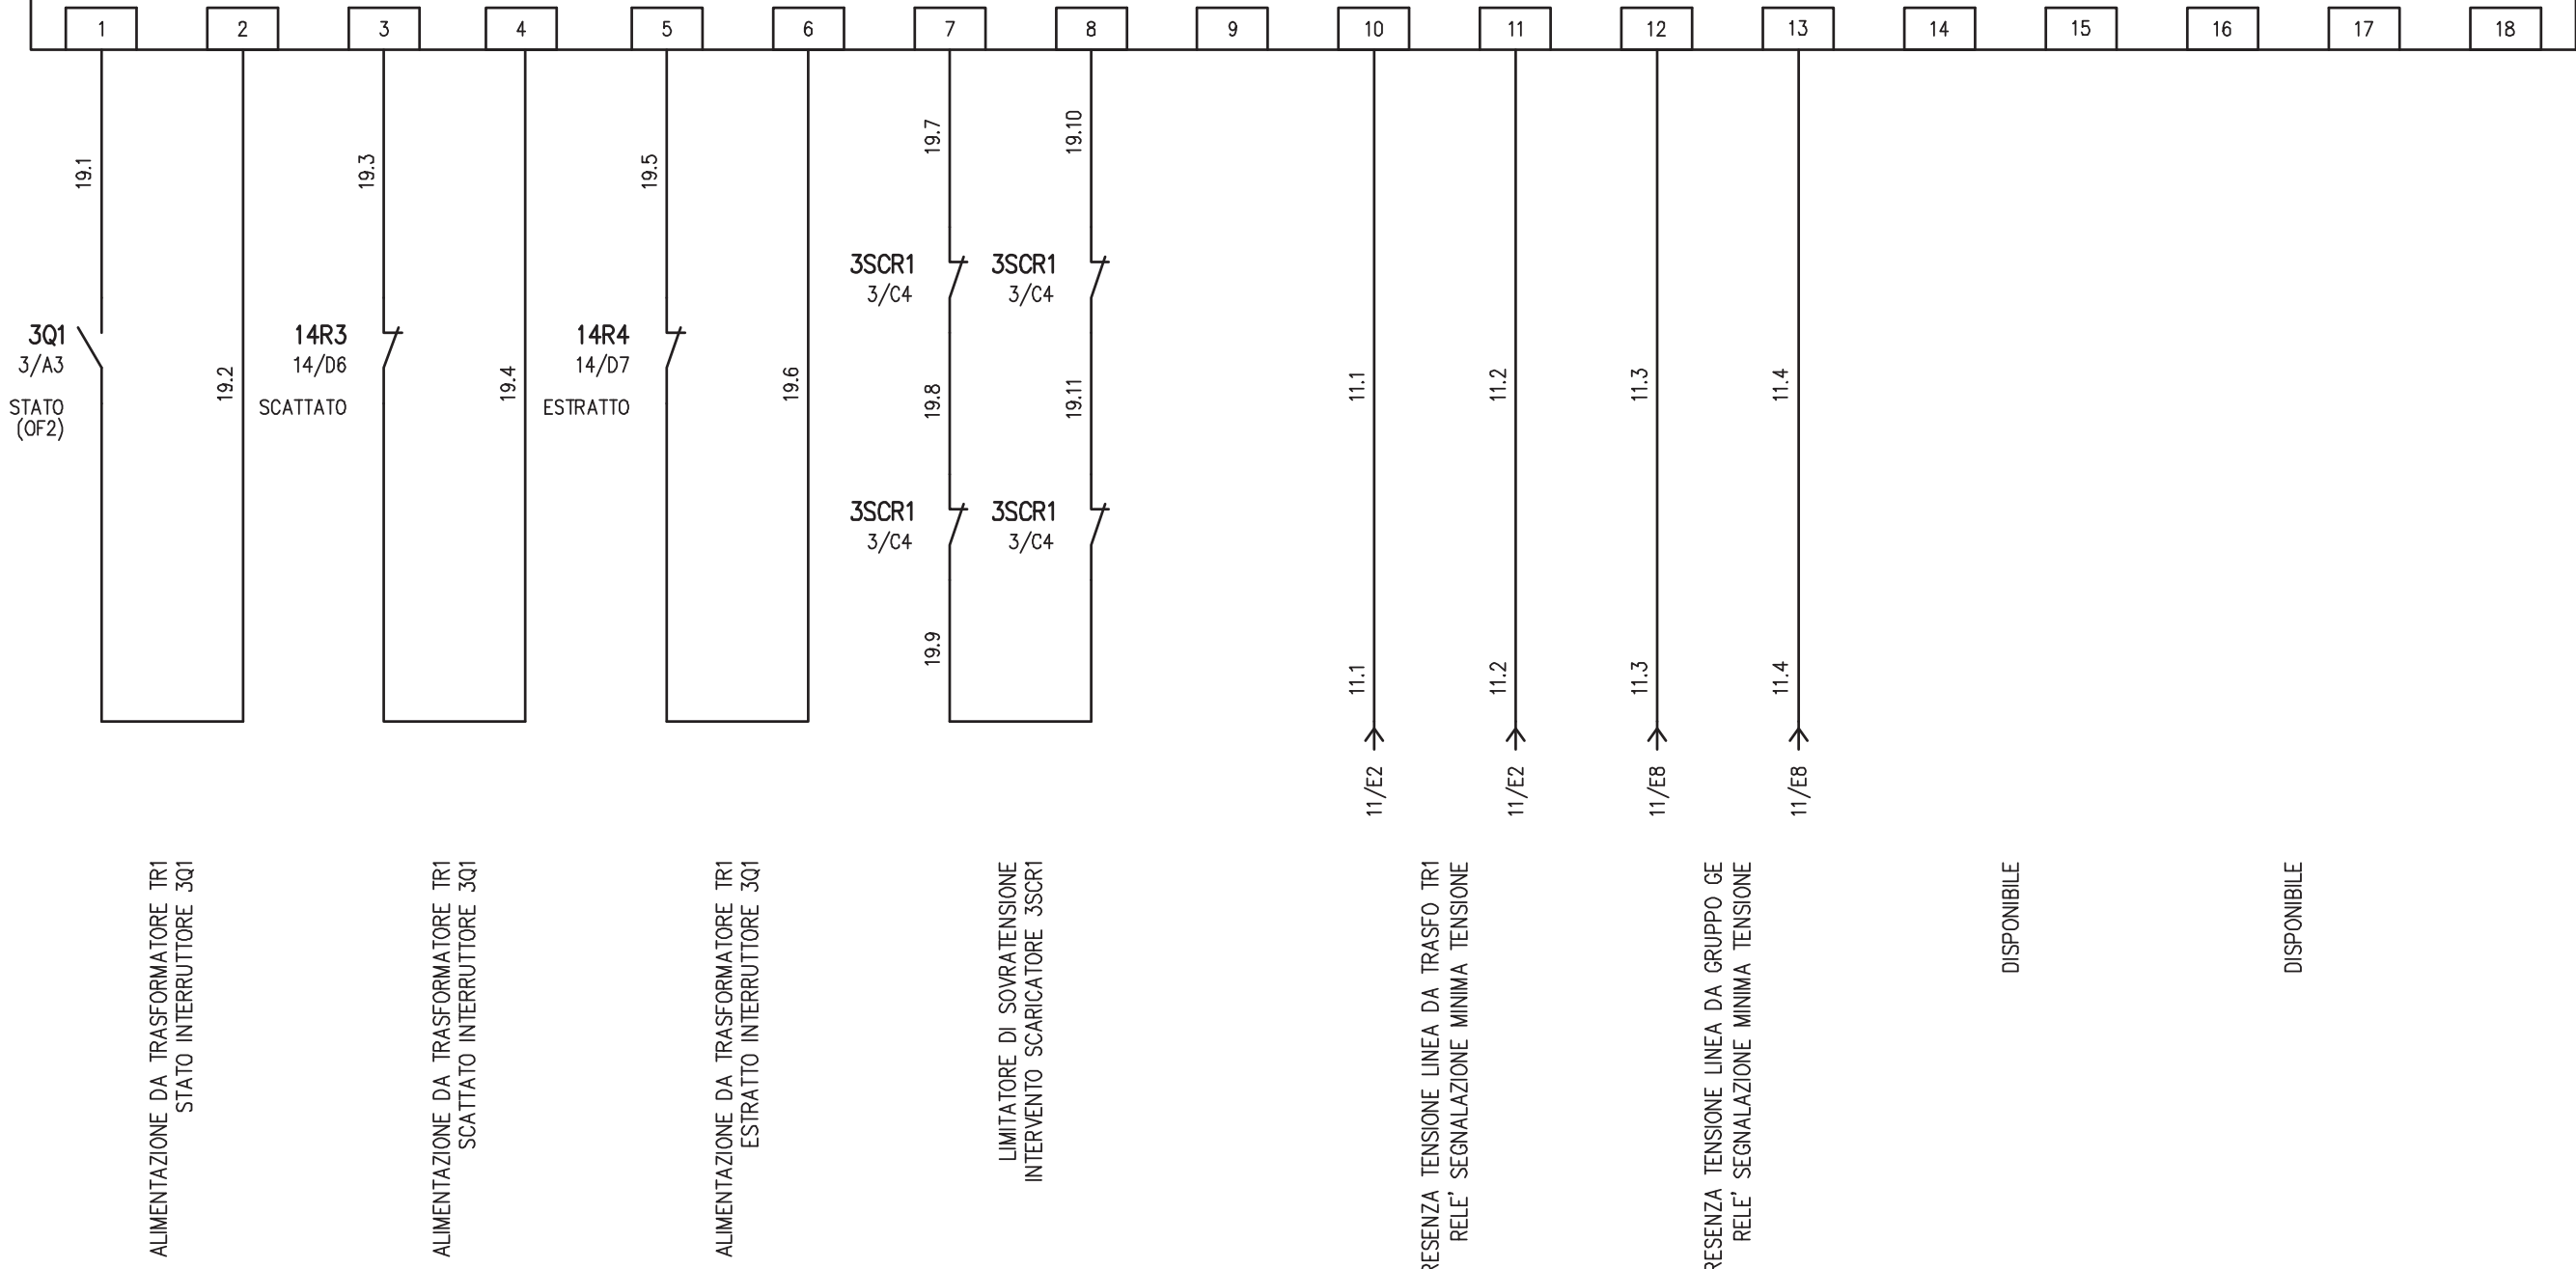 1 2 3 4 5 6 7 8 9 10 11 12 13 14 15 16 17 18
19.1
19.3
19.5
19.7
19.10
3SCR1
3/C4
3SCR1
3/C4
3Q1
3/A3
STATO
(OF2)
19.2
14R3
14/D6
SCATTATO
19.4
14R4
14/D7
ESTRATTO
19.6
19.8
19.11
11.1
11.2
11.3
11.4
3SCR1
3/C4
3SCR1
3/C4
19.9
11.1
11.2
11.3
11.4
11/E2
11/E2
11/E8
11/E8
ALIMENTAZIONE DA TRASFORMATORE TR1
STATO INTERRUTTORE 3Q1
ALIMENTAZIONE DA TRASFORMATORE TR1
SCATTATO INTERRUTTORE 3Q1
ALIMENTAZIONE DA TRASFORMATORE TR1
ESTRATTO INTERRUTTORE 3Q1
LIMITATORE DI SOVRATENSIONE
INTERVENTO SCARICATORE 3SCR1
RESENZA TENSIONE LINEA DA TRASFO TR1
RELE' SEGNALAZIONE MINIMA TENSIONE
RESENZA TENSIONE LINEA DA GRUPPO GE
RELE' SEGNALAZIONE MINIMA TENSIONE
DISPONIBILE
DISPONIBILE